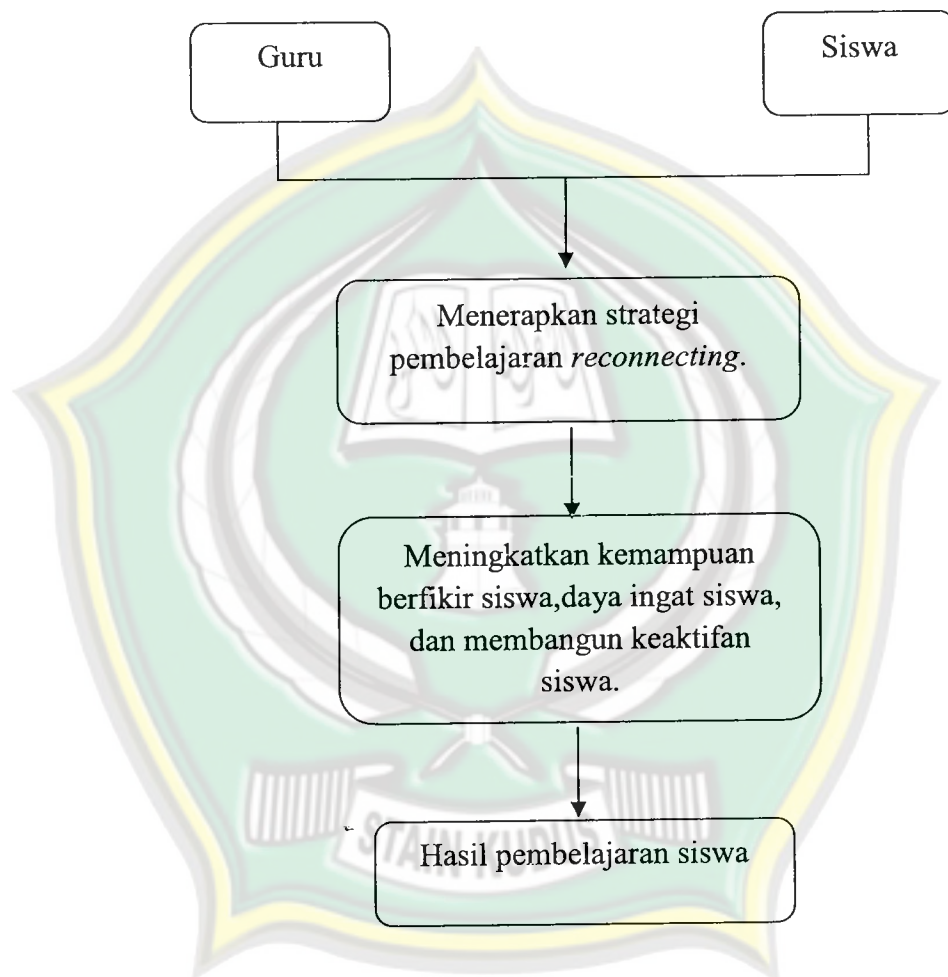 Guru
Siswa
Menerapkan strategi
pembelajaran reconnecting.
Meningkatkan kemampuan
berfikir siswa,daya ingat siswa,
dan membangun keaktifan
siswa.
STAIN KUDUS
Hasil pembelajaran siswa